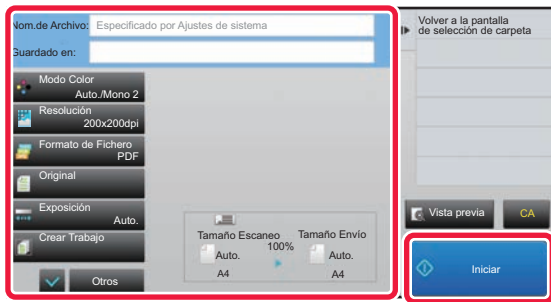 Nom.de Archivo:
Especificado por Ajustes de sistema
Guardado en:
Modo Color
Auto./Mono 2
Resolución
200x200dpi
Formato de Fichero
PDF
Original
Exposición
Auto.
Crear Trabajo
Otros
Tamaño Escaneo
100%
Tamaño Envio
Auto.
Auto.
A4
A4
Volver a la pantalla
de selección de carpeta
Vista previa
CA
Iniciar